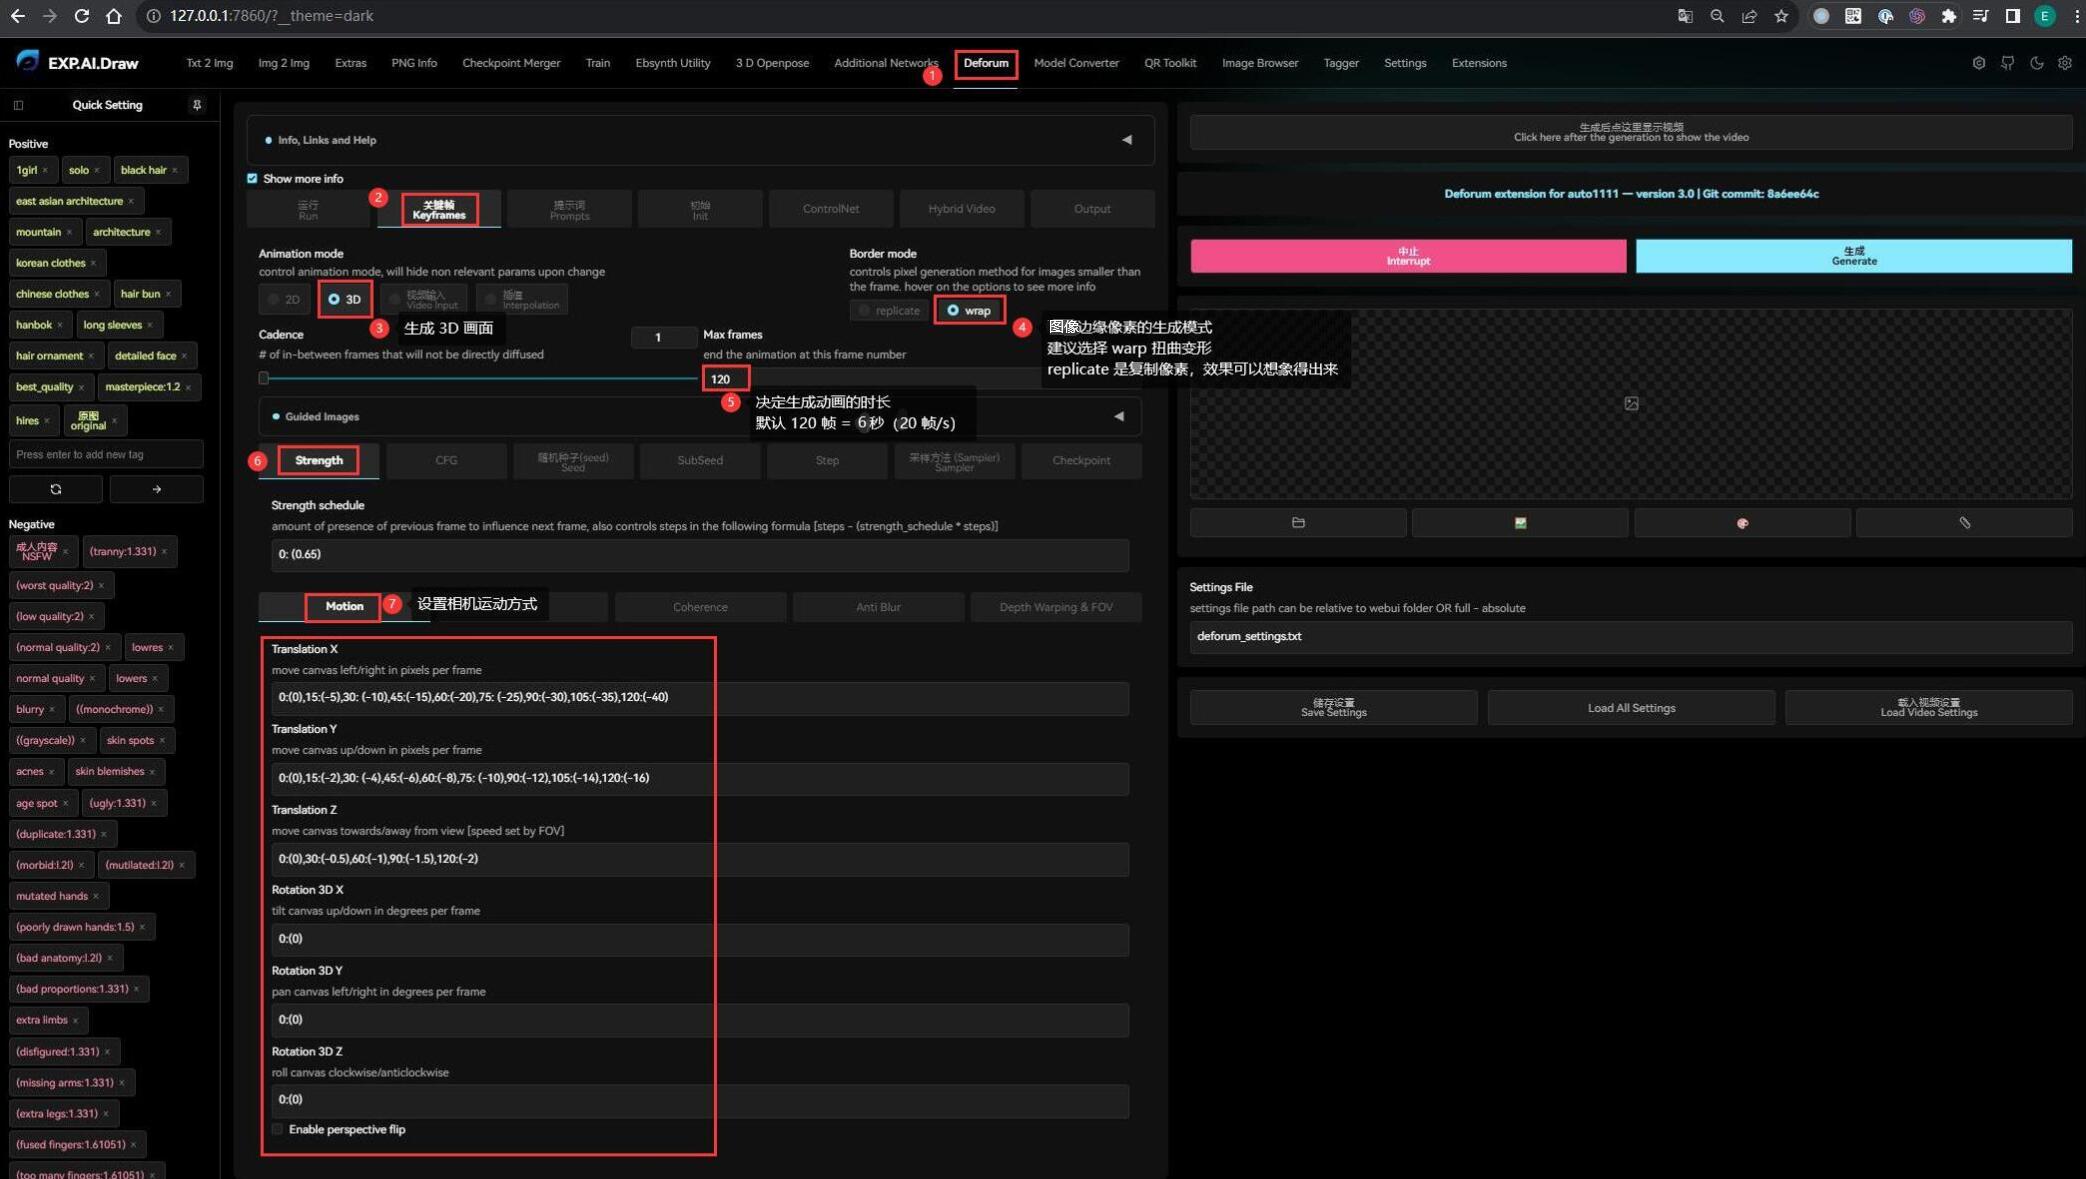 127.0.0.1:7860/?__theme=dark
EXP.AI.Draw
Txt 2 Img
Img 2 Img
Extras
PNG Info
Checkpoint Merger
Train
Ebsynth Utility
3 D Openpose
Additional Networks
1
Deforum
Model Converter
QR Toolkit
Image Browser
Tagger
Settings
Extensions
Quick Setting
Positive
1girl ×
solo ×
black hair ×
east asian architecture ×
mountain ×
architecture ×
korean clothes ×
chinese clothes ×
hair bun ×
hanbok ×
long sleeves ×
hair ornament ×
detailed face ×
best_quality ×
masterpiece:1.2 ×
hires ×
原图
original ×
Press enter to add new tag
Negative
成人内容
NSFW ×
(tranny:1.331) ×
(worst quality:2) ×
(low quality:2) ×
(normal quality:2) ×
lowres ×
normal quality ×
lowers ×
blurry ×
((monochrome)) ×
((grayscale)) ×
skin spots ×
acnes ×
skin blemishes ×
age spot ×
(ugly:1.331) ×
(duplicate:1.331) ×
(morbid:l.2l) ×
(mutilated:l.2l) ×
mutated hands ×
(poorly drawn hands:1.5) ×
(bad anatomy:l.2l) ×
(bad proportions:1.331) ×
extra limbs ×
(disfigured:1.331) ×
(missing arms:1.331) ×
(extra legs:1.331) ×
(fused fingers:1.61051) ×
(too many fingers:1.61051) ×
Info, Links and Help
Show more info
运行
Run
2
关键帧
Keyframes
提示词
Prompts
初始
Init
ControlNet
Hybrid Video
Output
Animation mode
control animation mode, will hide non relevant params upon change
2D
3D
视频输入
Video Input
插值
Interpolation
3
生成 3D 画面
Border mode
controls pixel generation method for images smaller than
the frame. hover on the options to see more info
replicate
wrap
4
图像边缘像素的生成模式
建议选择 warp 扭曲变形
replicate 是复制像素，效果可以想象得出来
Cadence
# of in-between frames that will not be directly diffused
1
Max frames
end the animation at this frame number
120
5
决定生成动画的时长
默认 120 帧 = 6秒（20 帧/s）
Guided Images
6
Strength
CFG
随机种子(seed)
Seed
SubSeed
Step
采样方法 (Sampler)
Sampler
Checkpoint
Strength schedule
amount of presence of previous frame to influence next frame, also controls steps in the following formula [steps - (strength_schedule * steps)]
0: (0.65)
Motion
7
设置相机运动方式
Coherence
Anti Blur
Depth Warping & FOV
Translation X
move canvas left/right in pixels per frame
0:(0),15:(-5),30: (-10),45:(-15),60:(-20),75: (-25),90:(-30),105:(-35),120:(-40)
Translation Y
move canvas up/down in pixels per frame
0:(0),15:(-2),30: (-4),45:(-6),60:(-8),75: (-10),90:(-12),105:(-14),120:(-16)
Translation Z
move canvas towards/away from view [speed set by FOV]
0:(0),30:(-0.5),60:(-1),90:(-1.5),120:(-2)
Rotation 3D X
tilt canvas up/down in degrees per frame
0:(0)
Rotation 3D Y
pan canvas left/right in degrees per frame
0:(0)
Rotation 3D Z
roll canvas clockwise/anticlockwise
0:(0)
Enable perspective flip
生成后点这里显示视频
Click here after the generation to show the video
Deforum extension for auto1111 — version 3.0 | Git commit: 8a6ee64c
中止
Interrupt
生成
Generate
Settings File
settings file path can be relative to webui folder OR full - absolute
deforum_settings.txt
储存设置
Save Settings
Load All Settings
载入视频设置
Load Video Settings
E